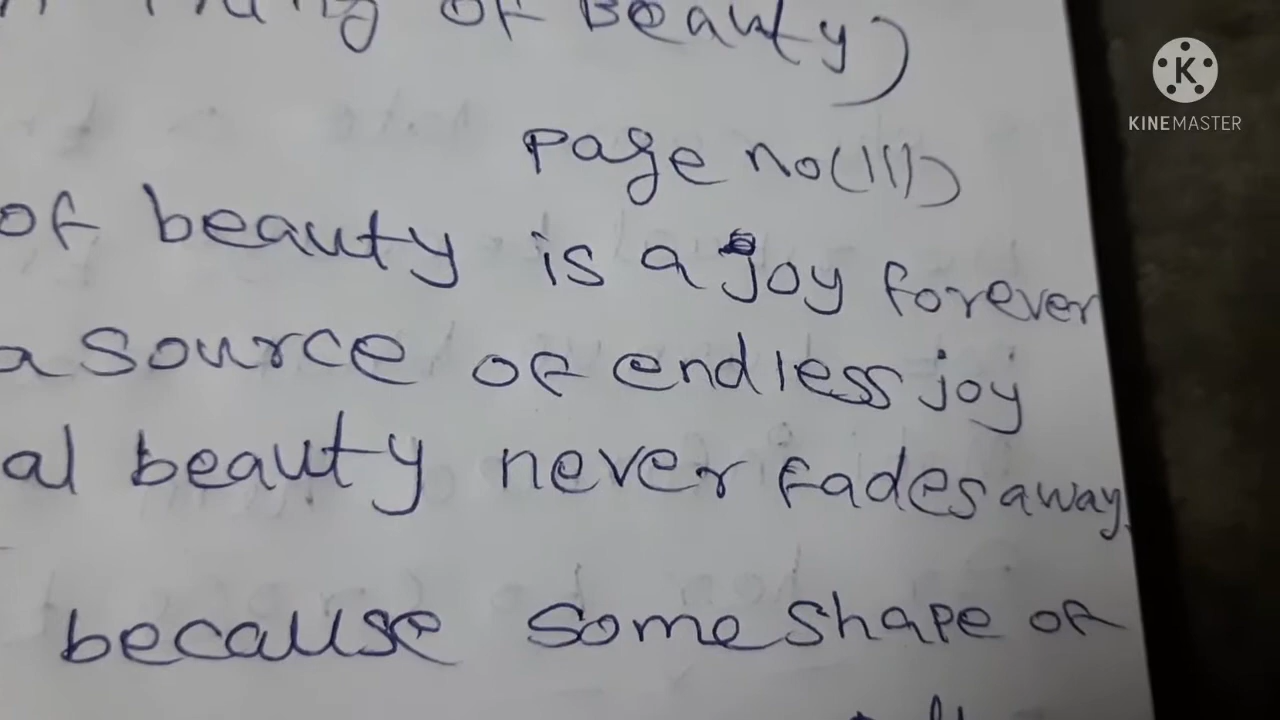 of Beauty)
Page no(111)
of beauty is a joy forever
a source of endless joy
al beauty never fades away.
because some shape of
K
KINEMASTER